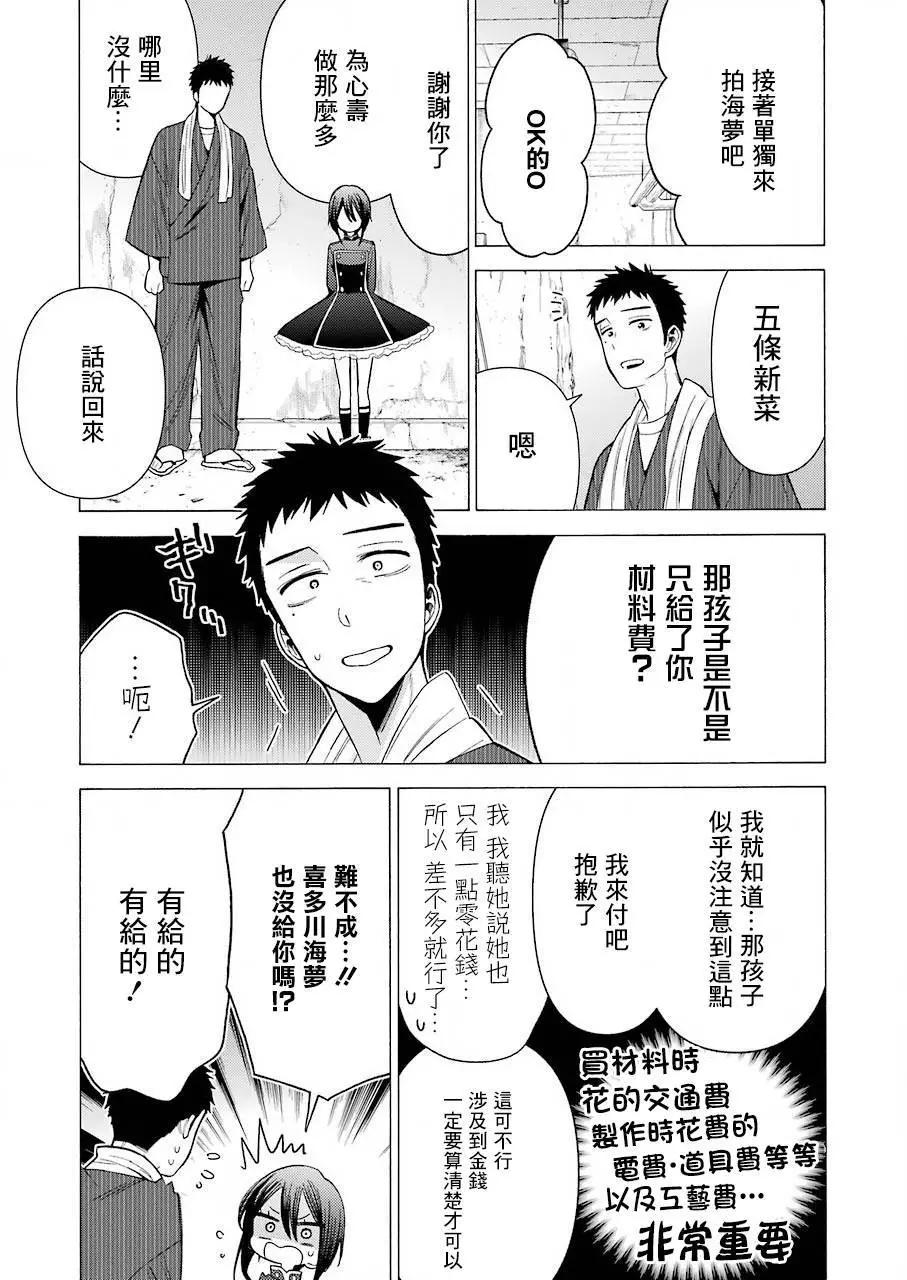 接著單獨來
拍海夢吧
OK的O
謝謝你了
為心壽
做那麼多
哪里
沒什麼…
五條新菜
嗯
話說回來
那孩子是不是
只給了你
材料費？
ギクッ
…呃！
我就知道…那孩子
似乎沒注意到這點
我來付吧
抱歉了
買材料時
花的交通費
製作時花費的
電費·道具費等等
以及工藝費…
非常重要
我 我聽她說她也
只有一點零花錢…
所以 差不多就行了…
這可不行
涉及到金錢
一定要算清楚才可以
難不成…!!
喜多川海夢
也沒給你嗎!?
有給的
有給的！